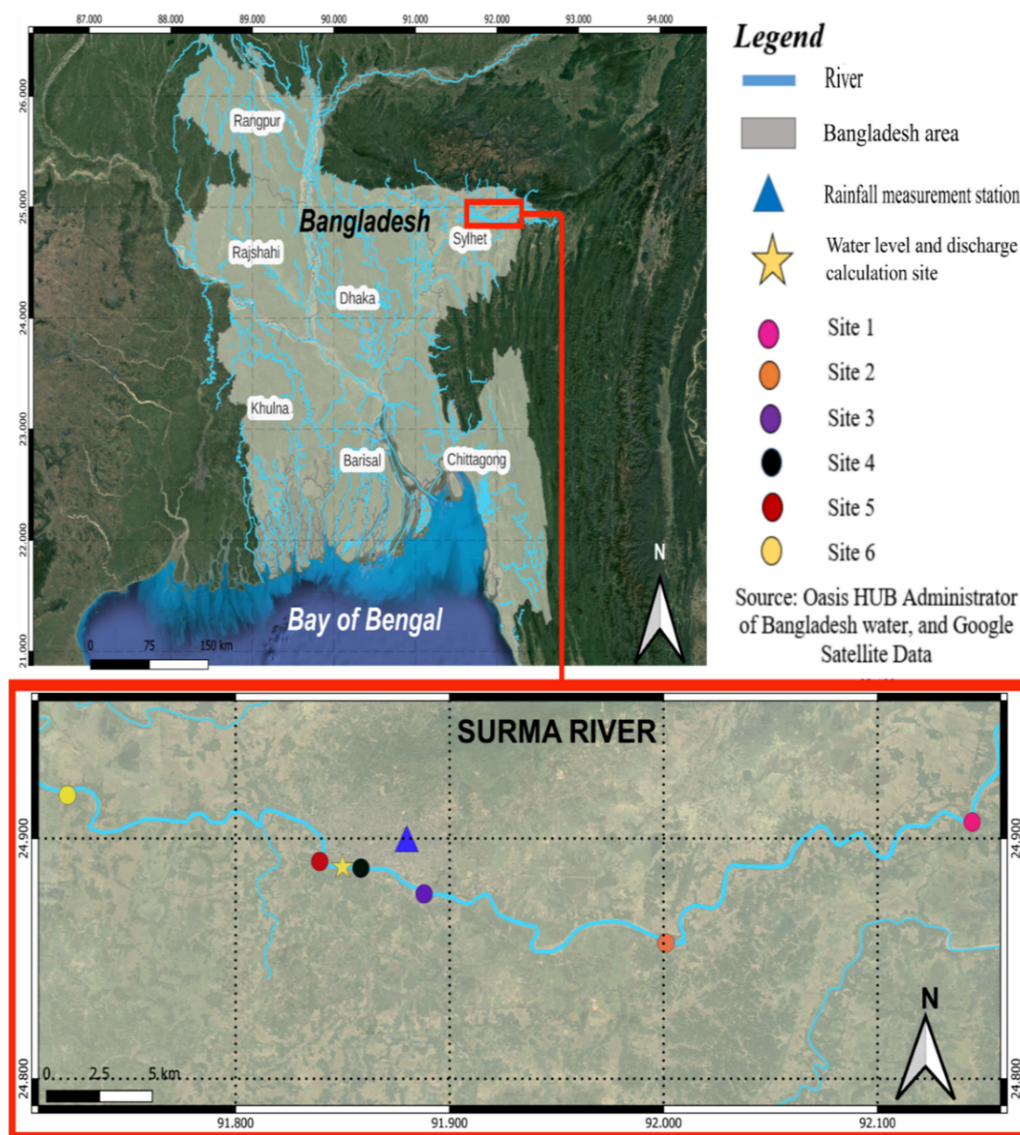 87.000 88.000 89.000 90.000 91.000 92.000 93.000 94.000
26.000
25.000
24.000
23.000
22.000
21.000
Rangpur
Bangladesh
Sylhet
Rajshahi
Dhaka
Khulna
Barisal
Chittagong
N
Bay of Bengal
0 75 150 km
Legend
River
Bangladesh area
Rainfall measurement station
Water level and discharge
calculation site
Site 1
Site 2
Site 3
Site 4
Site 5
Site 6
Source: Oasis HUB Administrator
of Bangladesh water, and Google
Satellite Data
SURMA RIVER
24.900 24.900
N
0. 2.5 5 km
24.800 24.800
91.800 91.900 92.000 92.100